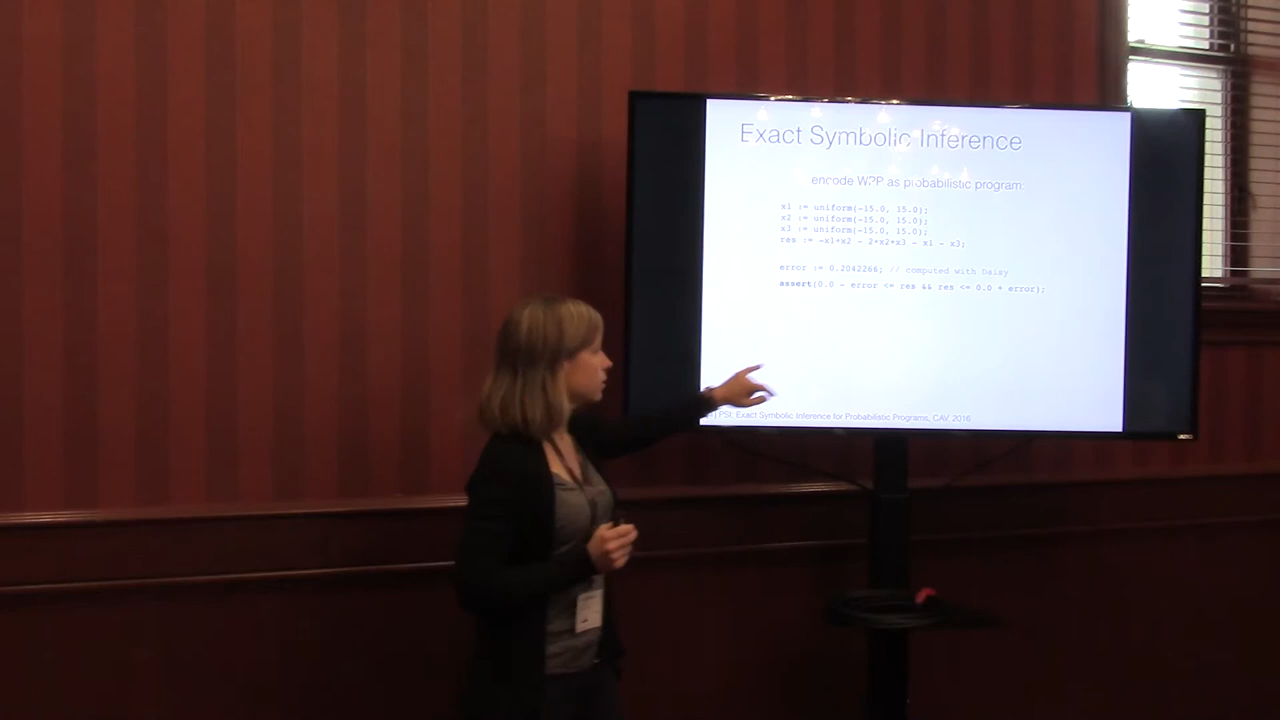 Exact Symbolic Inference
encode WPP as probabilistic program:
x1 := uniform(-15.0, 15.0);
x2 := uniform(-15.0, 15.0);
x3 := uniform(-15.0, 15.0);
res := -x1*x2 - 2*x2*x3 - x1 - x3;
error := 0.2042266; // computed with Daisy
assert(0.0 - error <= res && res <= 0.0 + error);
PSI: Exact Symbolic Inference for Probabilistic Programs, CAV, 2016